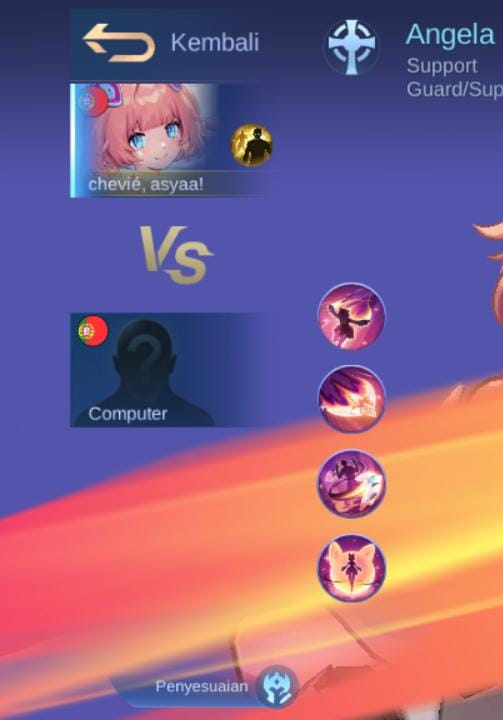 Kembali
Angela
Support
Guard/Sup
chevié, asyaa!
VS
Computer
Penyesuaian